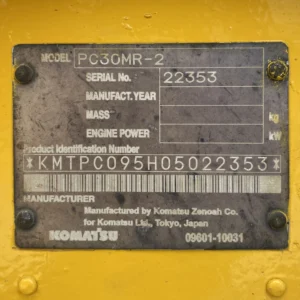 MODEL PC30MR-2
SERIAL No. 22353
MANUFACT. YEAR
MASS kg
ENGINE POWER kW
Product Identification Number
*KMTPC095H05022353*
MANUFACTURER
Manufactured by Komatsu Zenoah Co.
for Komatsu Ltd., Tokyo, Japan
KOMATSU 09601-10031